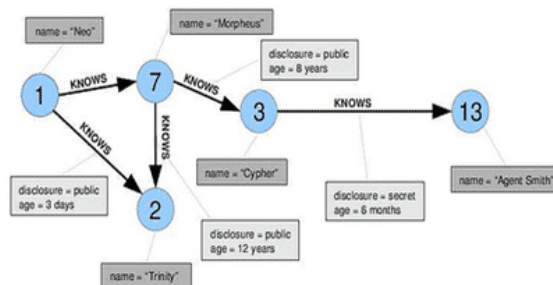 name = “Neo”
name = “Morpheus”
disclosure = public
age = 8 years
1
KNOWS
7
KNOWS
3
KNOWS
13
KNOWS
KNOWS
name = “Cypher”
name = “Agent Smith”
disclosure = public
age = 3 days
2
disclosure = public
age = 12 years
disclosure = secret
age = 6 months
name = “Trinity”